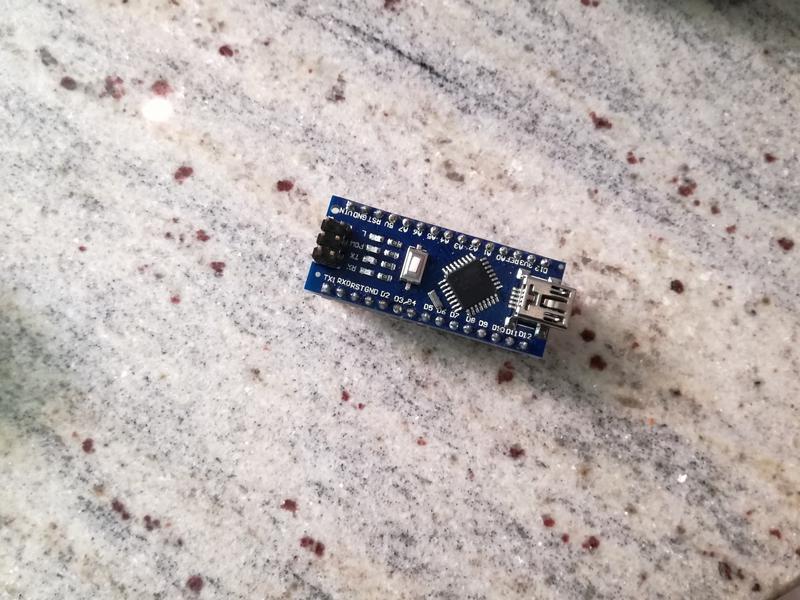 VIN GND RST 5V A7 A6 A5 A4 A3 A2 A1 A0 REF 3V3 D13
L
POW
TX
RX
TX1 RX0 RST GND D2 D3 D4 D5 D6 D7 D8 D9 D10 D11 D12